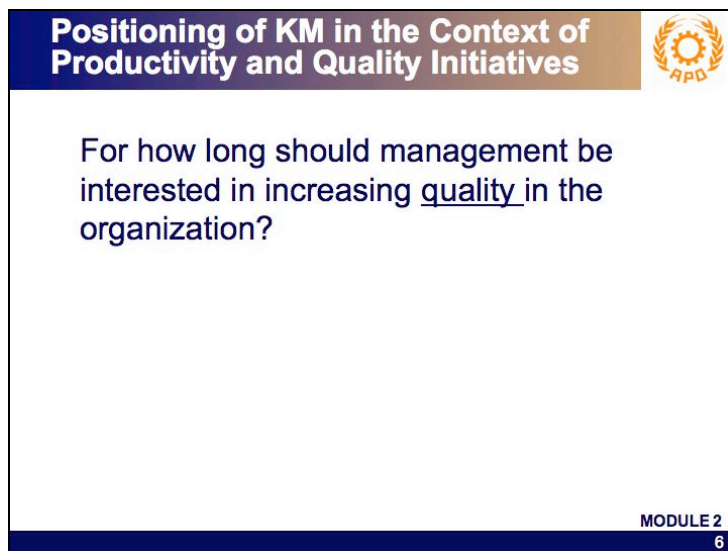 Positioning of KM in the Context of
Productivity and Quality Initiatives
APO
For how long should management be
interested in increasing quality in the
organization?
MODULE 2
6